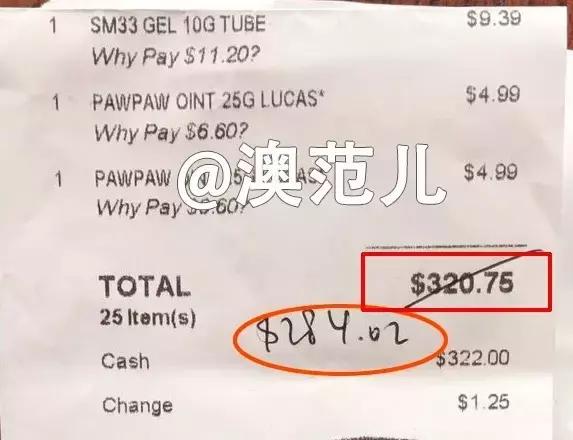 1 SM33 GEL 10G TUBE $9.39
Why Pay $11.20?
1 PAWPAW OINT 25G LUCAS* $4.99
Why Pay $6.60?
@澳范儿
1 PAWPAW $4.99
Why Pay
TOTAL $320.75
25 Item(s)
$284.02
Cash $322.00
Change $1.25